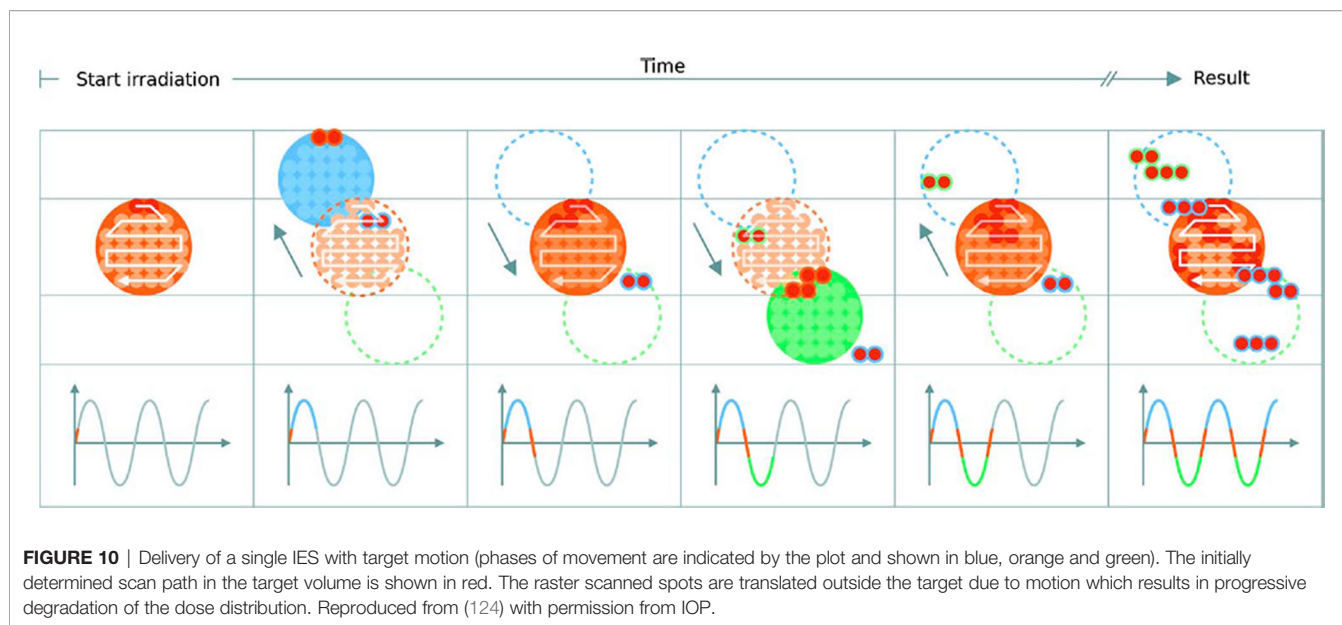 Time
Start irradiation
Result
FIGURE 10 | Delivery of a single IES with target motion (phases of movement are indicated by the plot and shown in blue, orange and green). The initially
determined scan path in the target volume is shown in red. The raster scanned spots are translated outside the target due to motion which results in progressive
degradation of the dose distribution. Reproduced from (124) with permission from IOP.